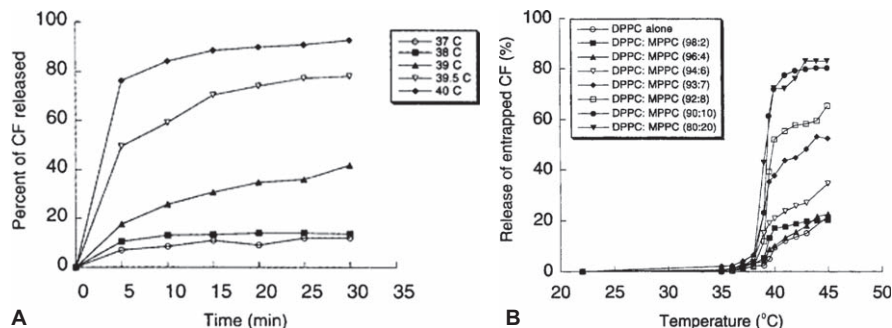 Percent of CF released
100
80
60
40
20
0
0 5 10 15 20 25 30 35
Time (min)
37 C
38 C
39 C
39.5 C
40 C
A
Release of entrapped CF (%)
100
80
60
40
20
0
20 25 30 35 40 45 50
Temperature (°C)
DPPC alone
DPPC: MPPC (98:2)
DPPC: MPPC (96:4)
DPPC: MPPC (94:6)
DPPC: MPPC (93:7)
DPPC: MPPC (92:8)
DPPC: MPPC (90:10)
DPPC: MPPC (80:20)
B